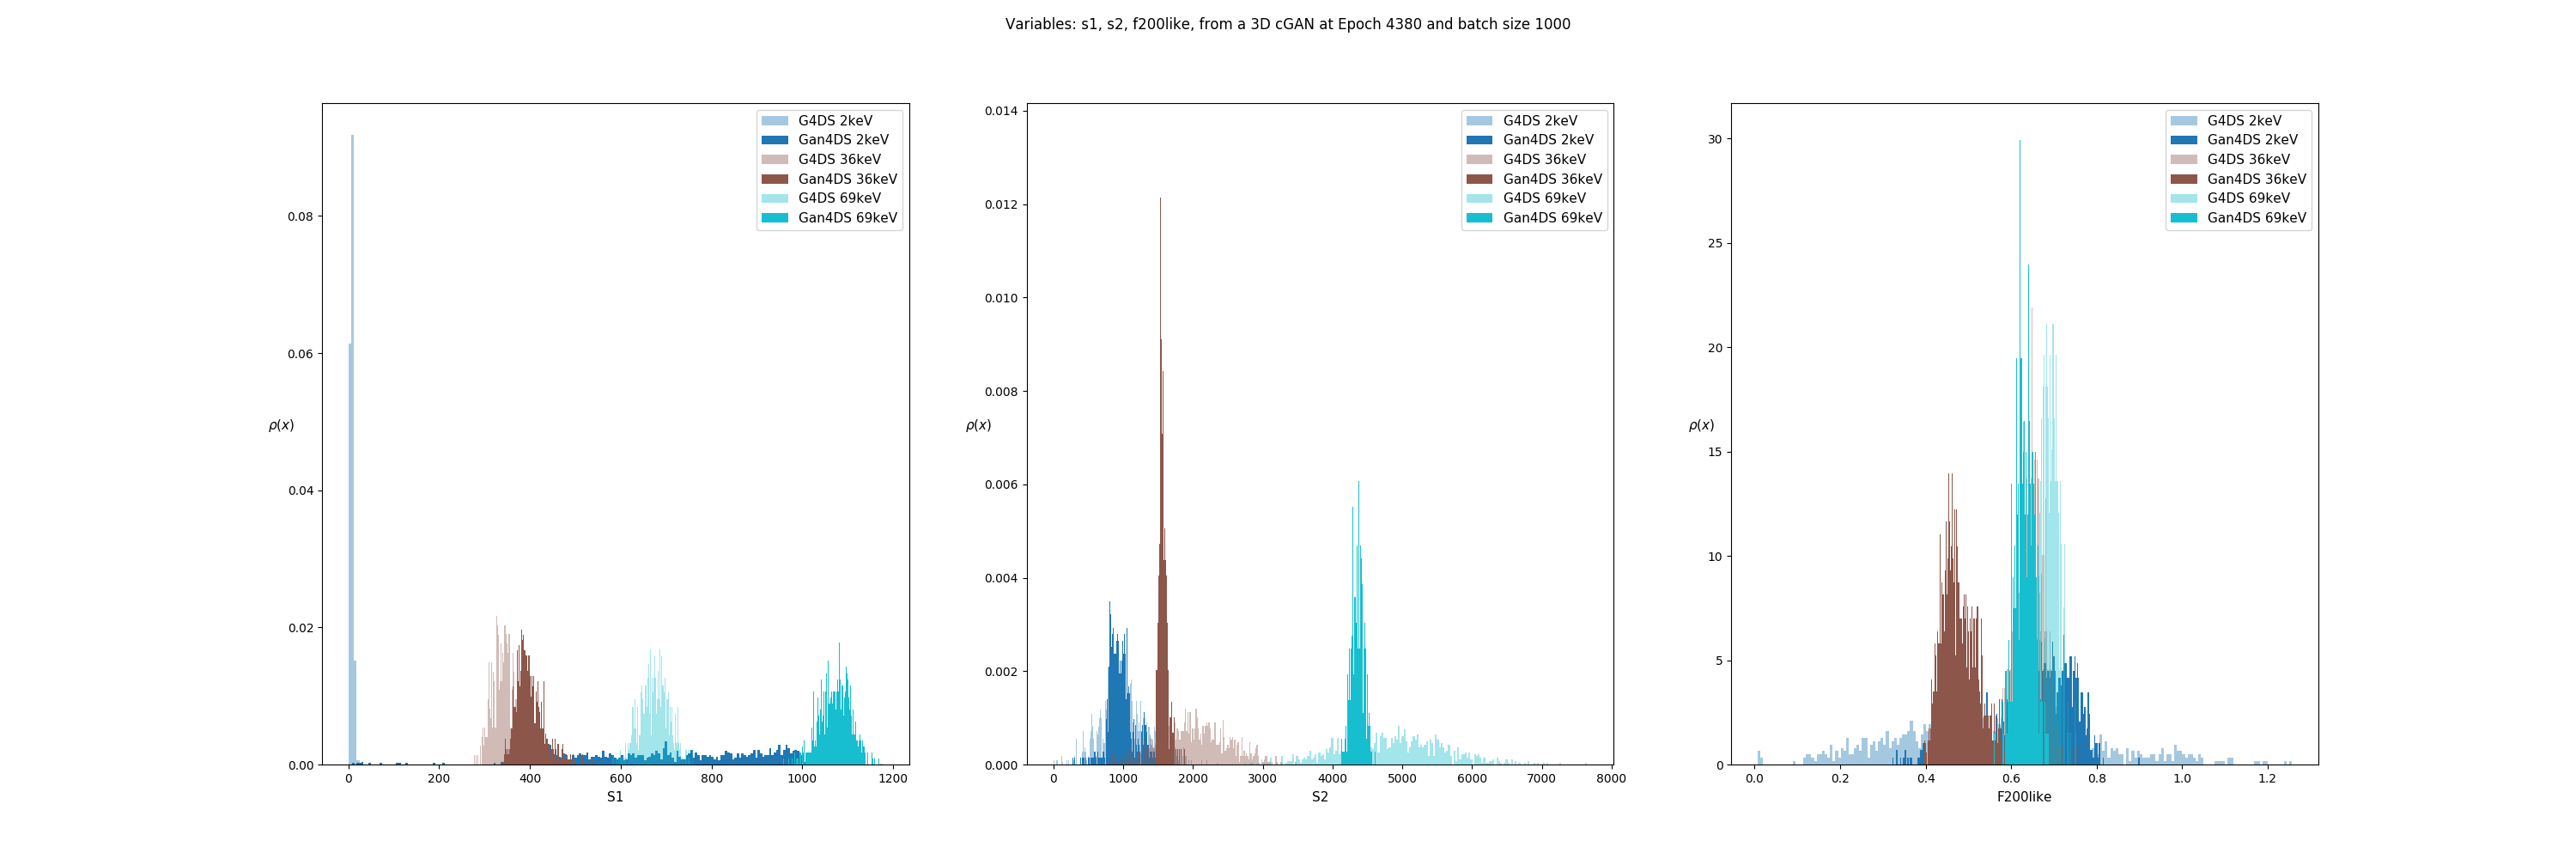 Variables: s1, s2, f200like, from a 3D cGAN at Epoch 4380 and batch size 1000
G4DS 2keV
Gan4DS 2keV
G4DS 36keV
Gan4DS 36keV
G4DS 69keV
Gan4DS 69keV
0.08
0.06
0.04
0.02
0.00
ρ(x)
0 200 400 600 800 1000 1200
S1
G4DS 2keV
Gan4DS 2keV
G4DS 36keV
Gan4DS 36keV
G4DS 69keV
Gan4DS 69keV
0.014
0.012
0.010
0.008
0.006
0.004
0.002
0.000
ρ(x)
0 1000 2000 3000 4000 5000 6000 7000 8000
S2
G4DS 2keV
Gan4DS 2keV
G4DS 36keV
Gan4DS 36keV
G4DS 69keV
Gan4DS 69keV
30
25
20
15
10
5
0
ρ(x)
0.0 0.2 0.4 0.6 0.8 1.0 1.2
F200like